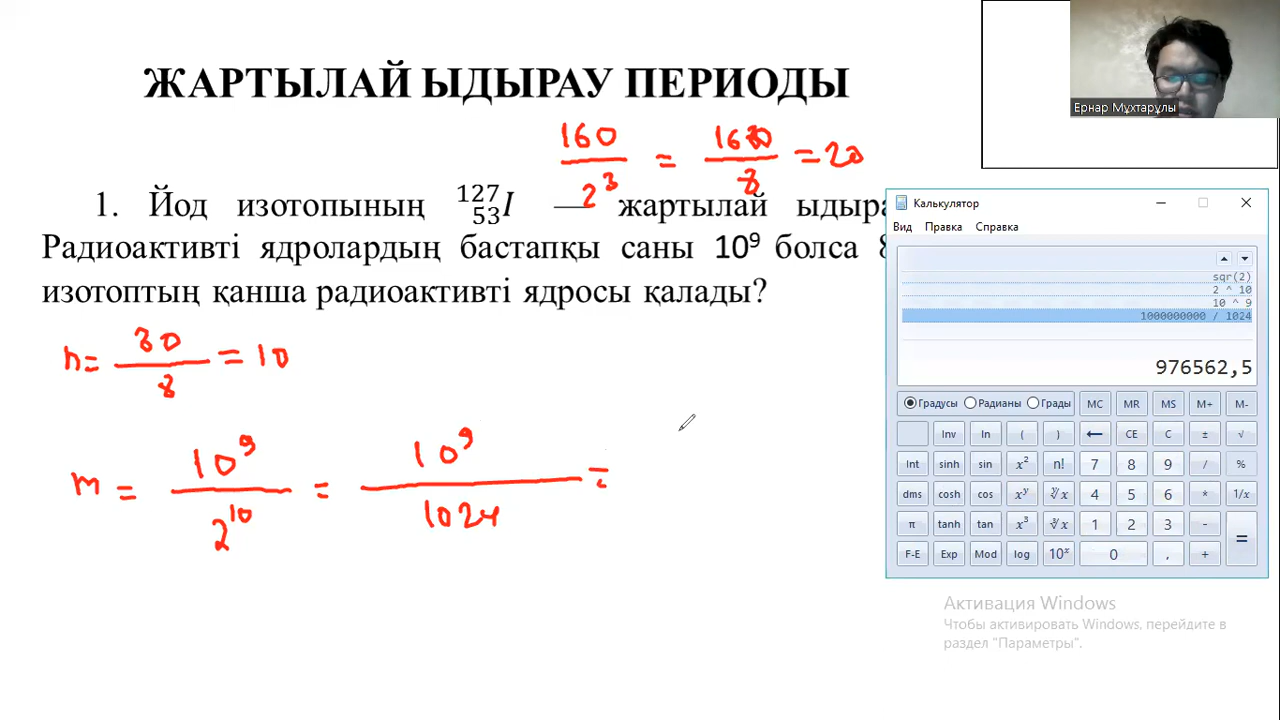 ЖАРТЫЛАЙ ЫДЫРАУ ПЕРИОДЫ
160 / 2³ = 160 / 8 = 20
1. Йод изотопының ¹²⁷₅₃I — жартылай ыдыра
Радиоактивті ядролардың бастапқы саны 10⁹ болса 8
изотоптың қанша радиоактивті ядросы қалады?
n = 80 / 8 = 10
m = 10⁹ / 2¹⁰ = 10⁹ / 1024 =
Ернар Мұхтарұлы
Калькулятор
Вид Правка Справка
sqr(2)
2 ^ 10
10 ^ 9
1000000000 / 1024
976562,5
Градусы Радианы Грады MC MR MS M+ M-
Inv ln ( ) ← CE C ± √
Int sinh sin x² n! 7 8 9 / %
dms cosh cos xʸ ʸ√x 4 5 6 * 1/x
π tanh tan x³ ³√x 1 2 3 - =
F-E Exp Mod log 10ˣ 0 , +
Активация Windows
Чтобы активировать Windows, перейдите в
раздел "Параметры".